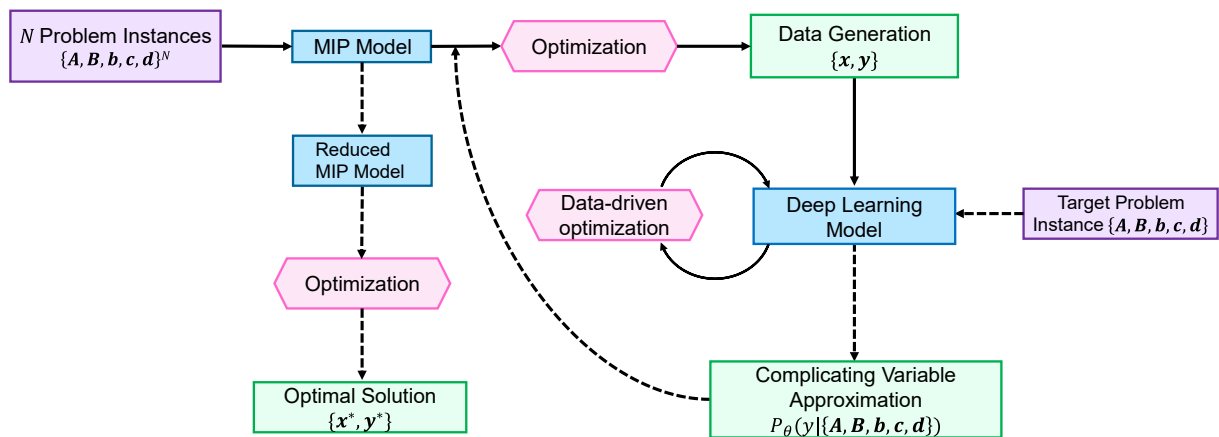 N Problem Instances
{A, B, b, c, d}^N
MIP Model
Optimization
Data Generation
{x, y}
Reduced
MIP Model
Data-driven
optimization
Deep Learning
Model
Target Problem
Instance {A, B, b, c, d}
Optimization
Optimal Solution
{x*, y*}
Complicating Variable
Approximation
P_θ(y|{A, B, b, c, d})